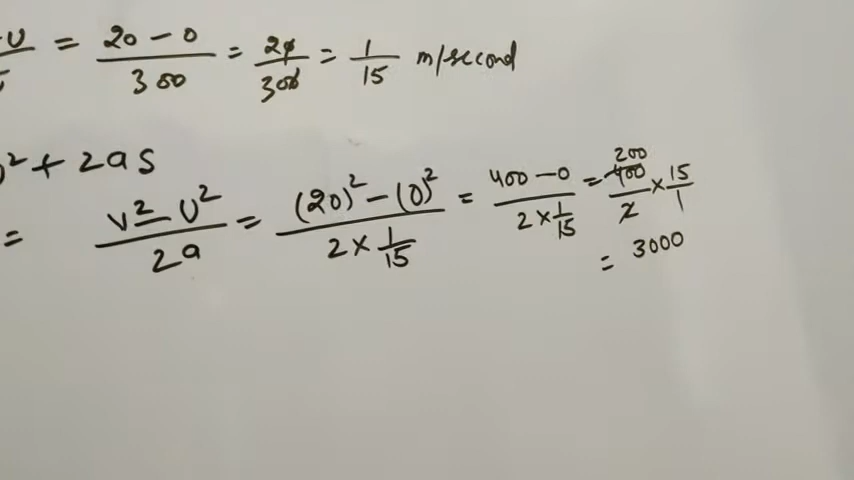 -U/t = 20 - 0/300 = 20/300 = 1/15 m/second
² + 2as
= v² - U²/2a = (20)² - (0)²/2 × 1/15 = 400 - 0/2 × 1/15 = 200 400/2 × 15/1
= 3000